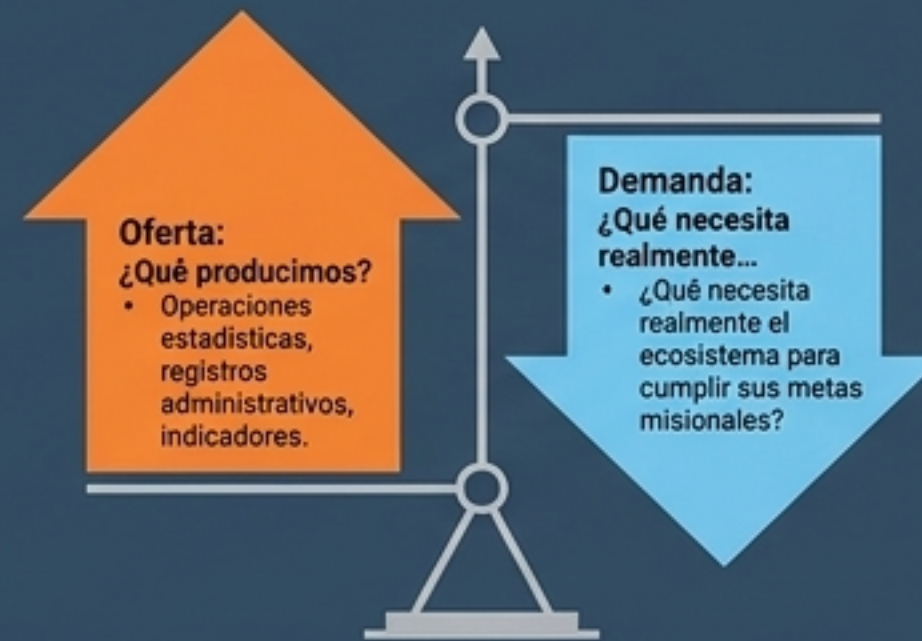 Oferta:
¿Qué producimos?
• Operaciones
estadisticas,
registros
administrativos,
indicadores.
Demanda:
¿Qué necesita
realmente...
• ¿Qué necesita
realmente el
ecosistema para
cumplir sus metas
misionales?